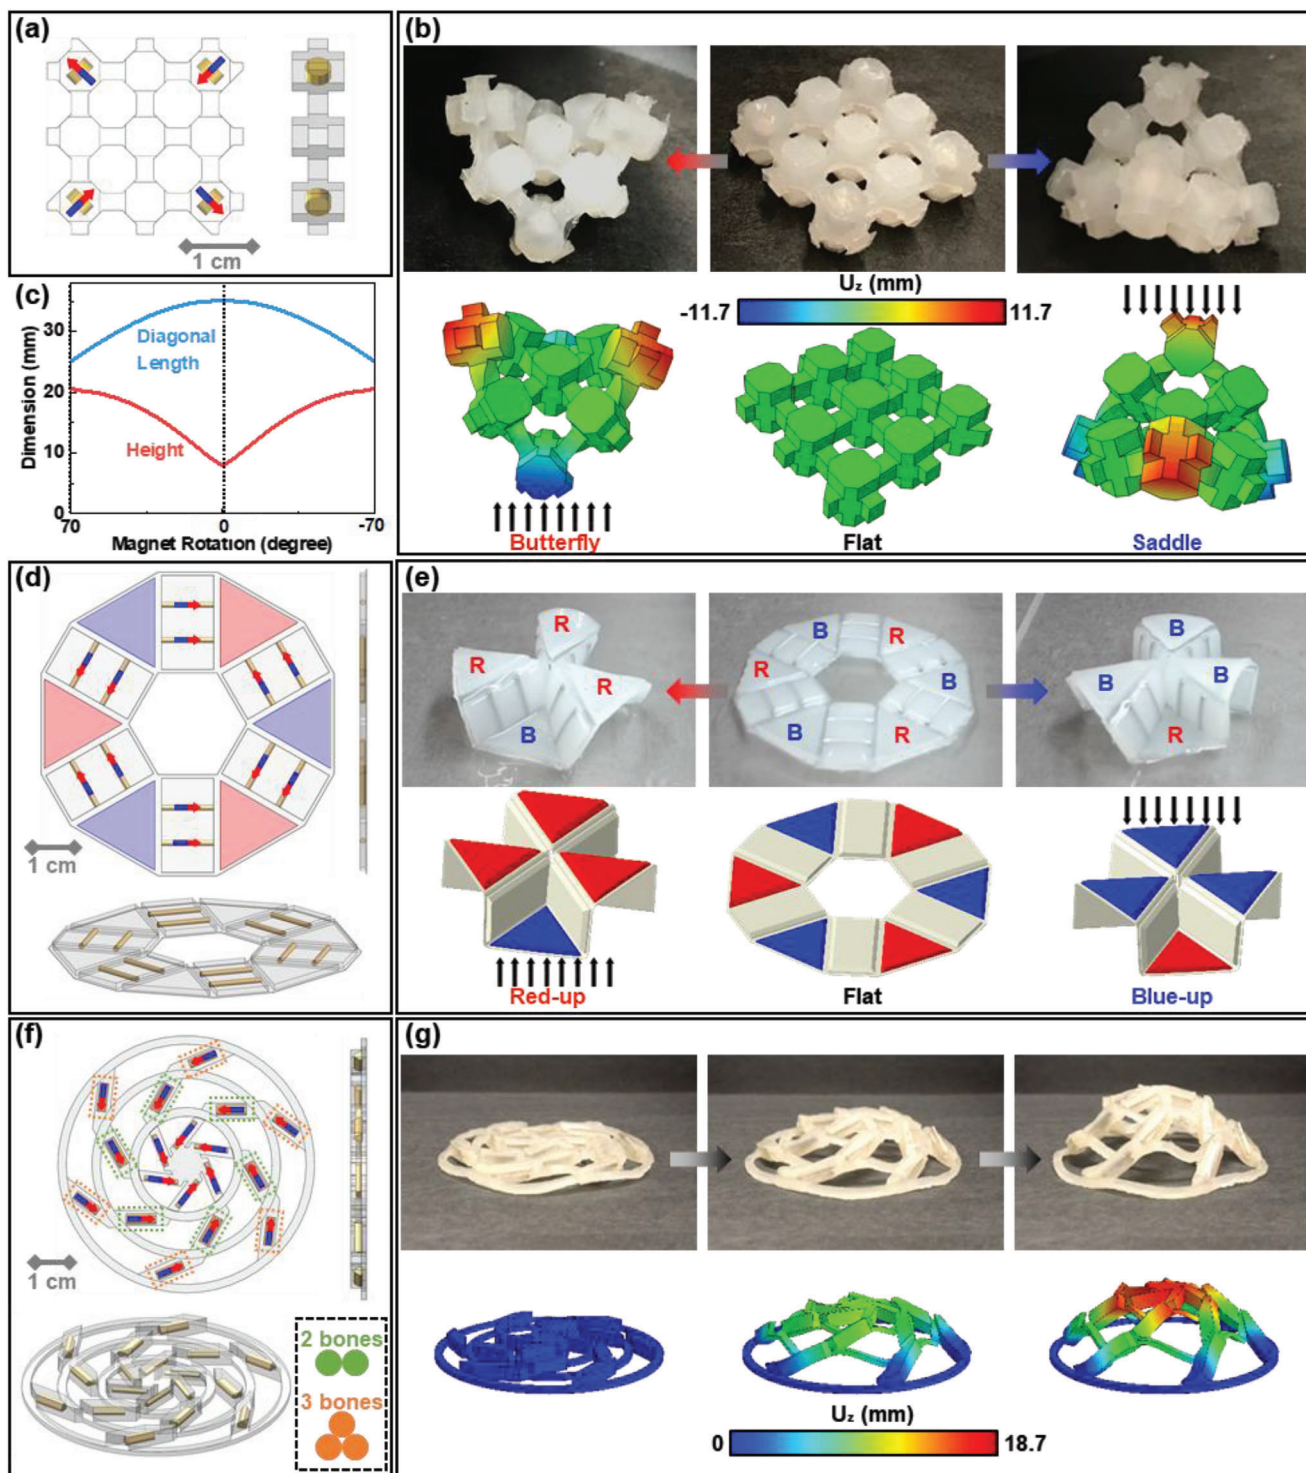 (a)
1 cm
(b)
U_z (mm)
-11.7
11.7
Butterfly
Flat
Saddle
(c)
Dimension (mm)
30
20
10
0
Diagonal
Length
Height
70
0
-70
Magnet Rotation (degree)
(d)
1 cm
(e)
R
R
R
B
B
R
R
B
B
R
B
B
B
R
Red-up
Flat
Blue-up
(f)
1 cm
2 bones
3 bones
(g)
U_z (mm)
0
18.7